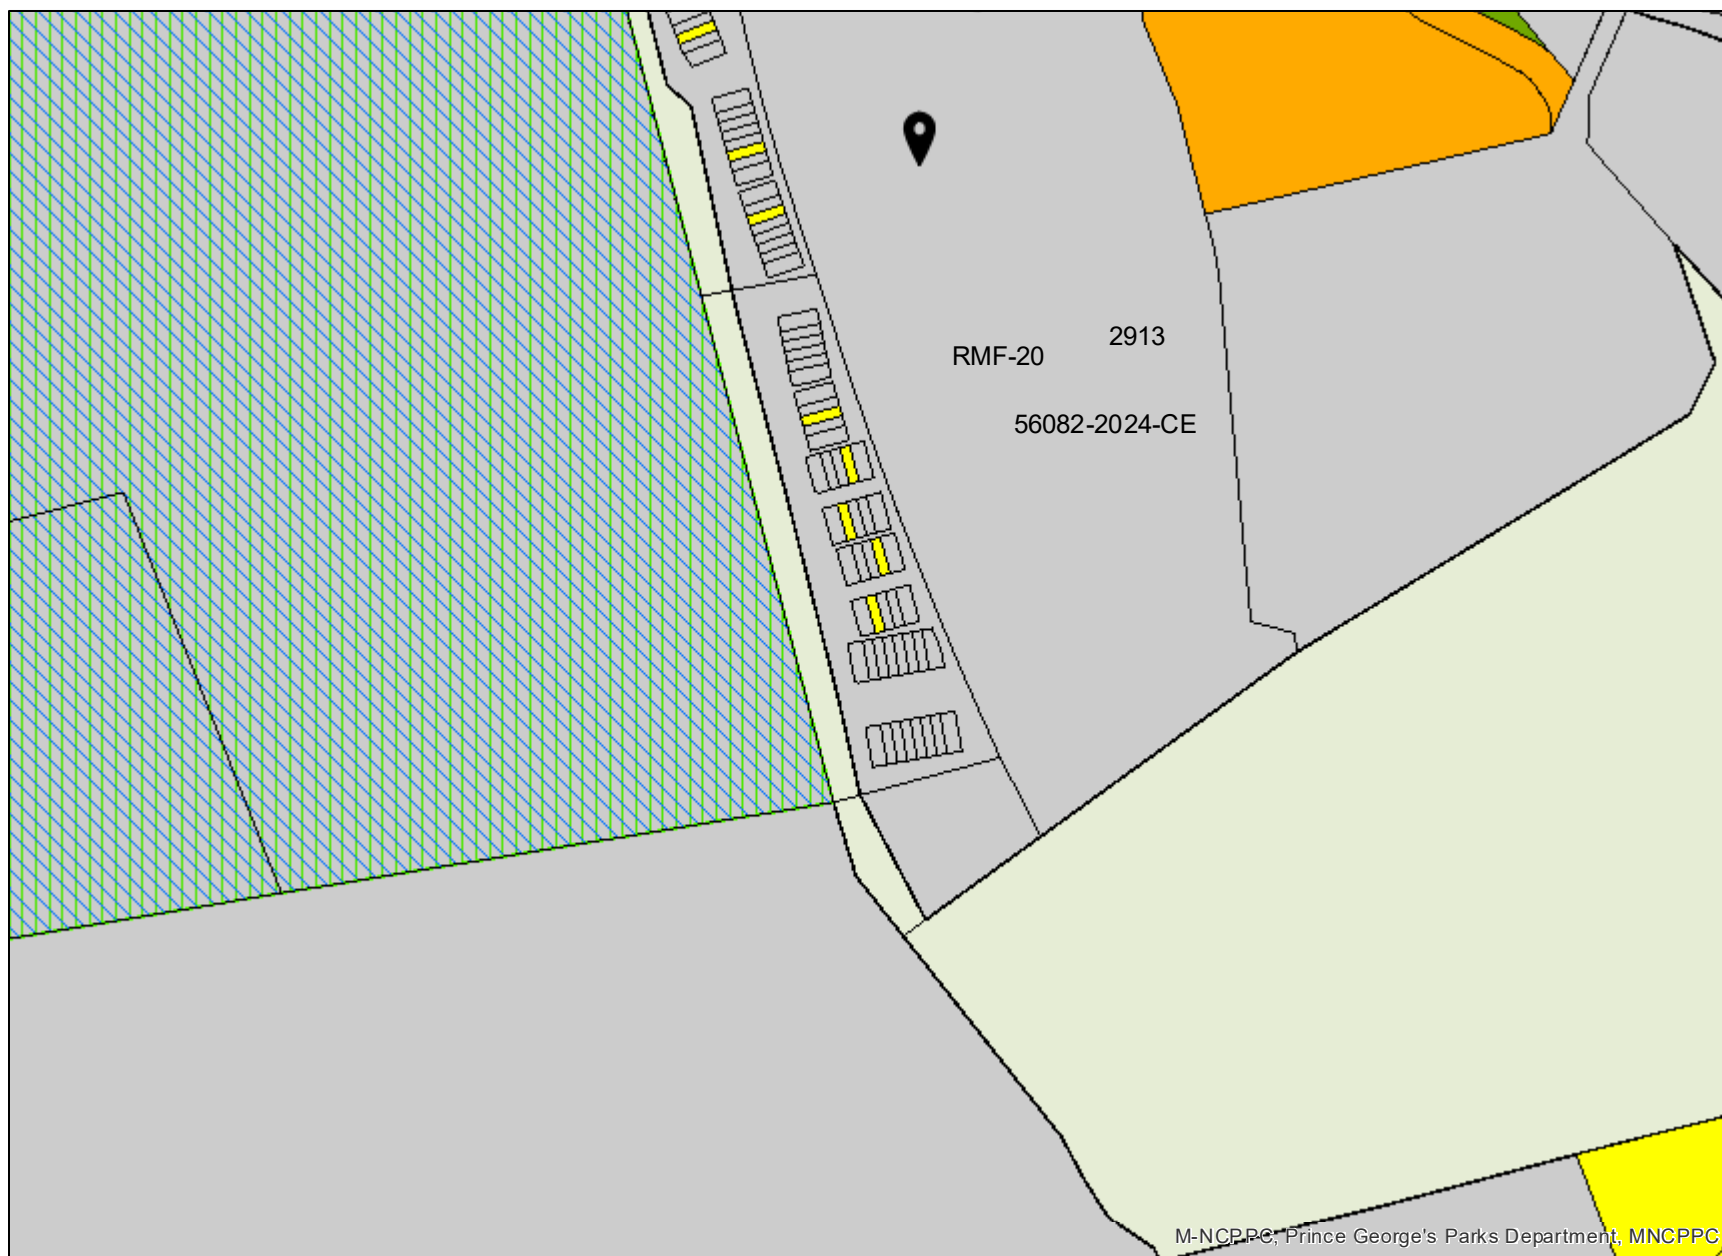 2913
RMF-20
56082-2024-CE
M-NCPPC, Prince George's Parks Department, MNCPPC